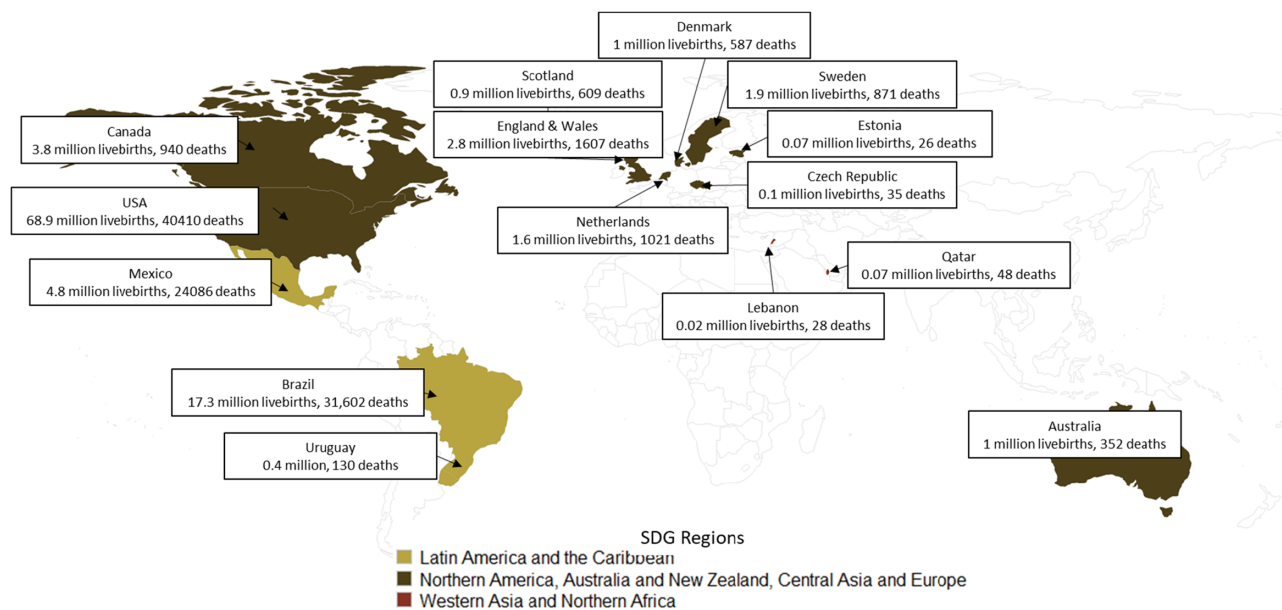 Denmark
1 million livebirths, 587 deaths
Scotland
0.9 million livebirths, 609 deaths
Sweden
1.9 million livebirths, 871 deaths
Canada
3.8 million livebirths, 940 deaths
England & Wales
2.8 million livebirths, 1607 deaths
Estonia
0.07 million livebirths, 26 deaths
Czech Republic
0.1 million livebirths, 35 deaths
USA
68.9 million livebirths, 40410 deaths
Netherlands
1.6 million livebirths, 1021 deaths
Qatar
0.07 million livebirths, 48 deaths
Mexico
4.8 million livebirths, 24086 deaths
Lebanon
0.02 million livebirths, 28 deaths
Brazil
17.3 million livebirths, 31,602 deaths
Uruguay
0.4 million, 130 deaths
Australia
1 million livebirths, 352 deaths
SDG Regions
Latin America and the Caribbean
Northern America, Australia and New Zealand, Central Asia and Europe
Western Asia and Northern Africa